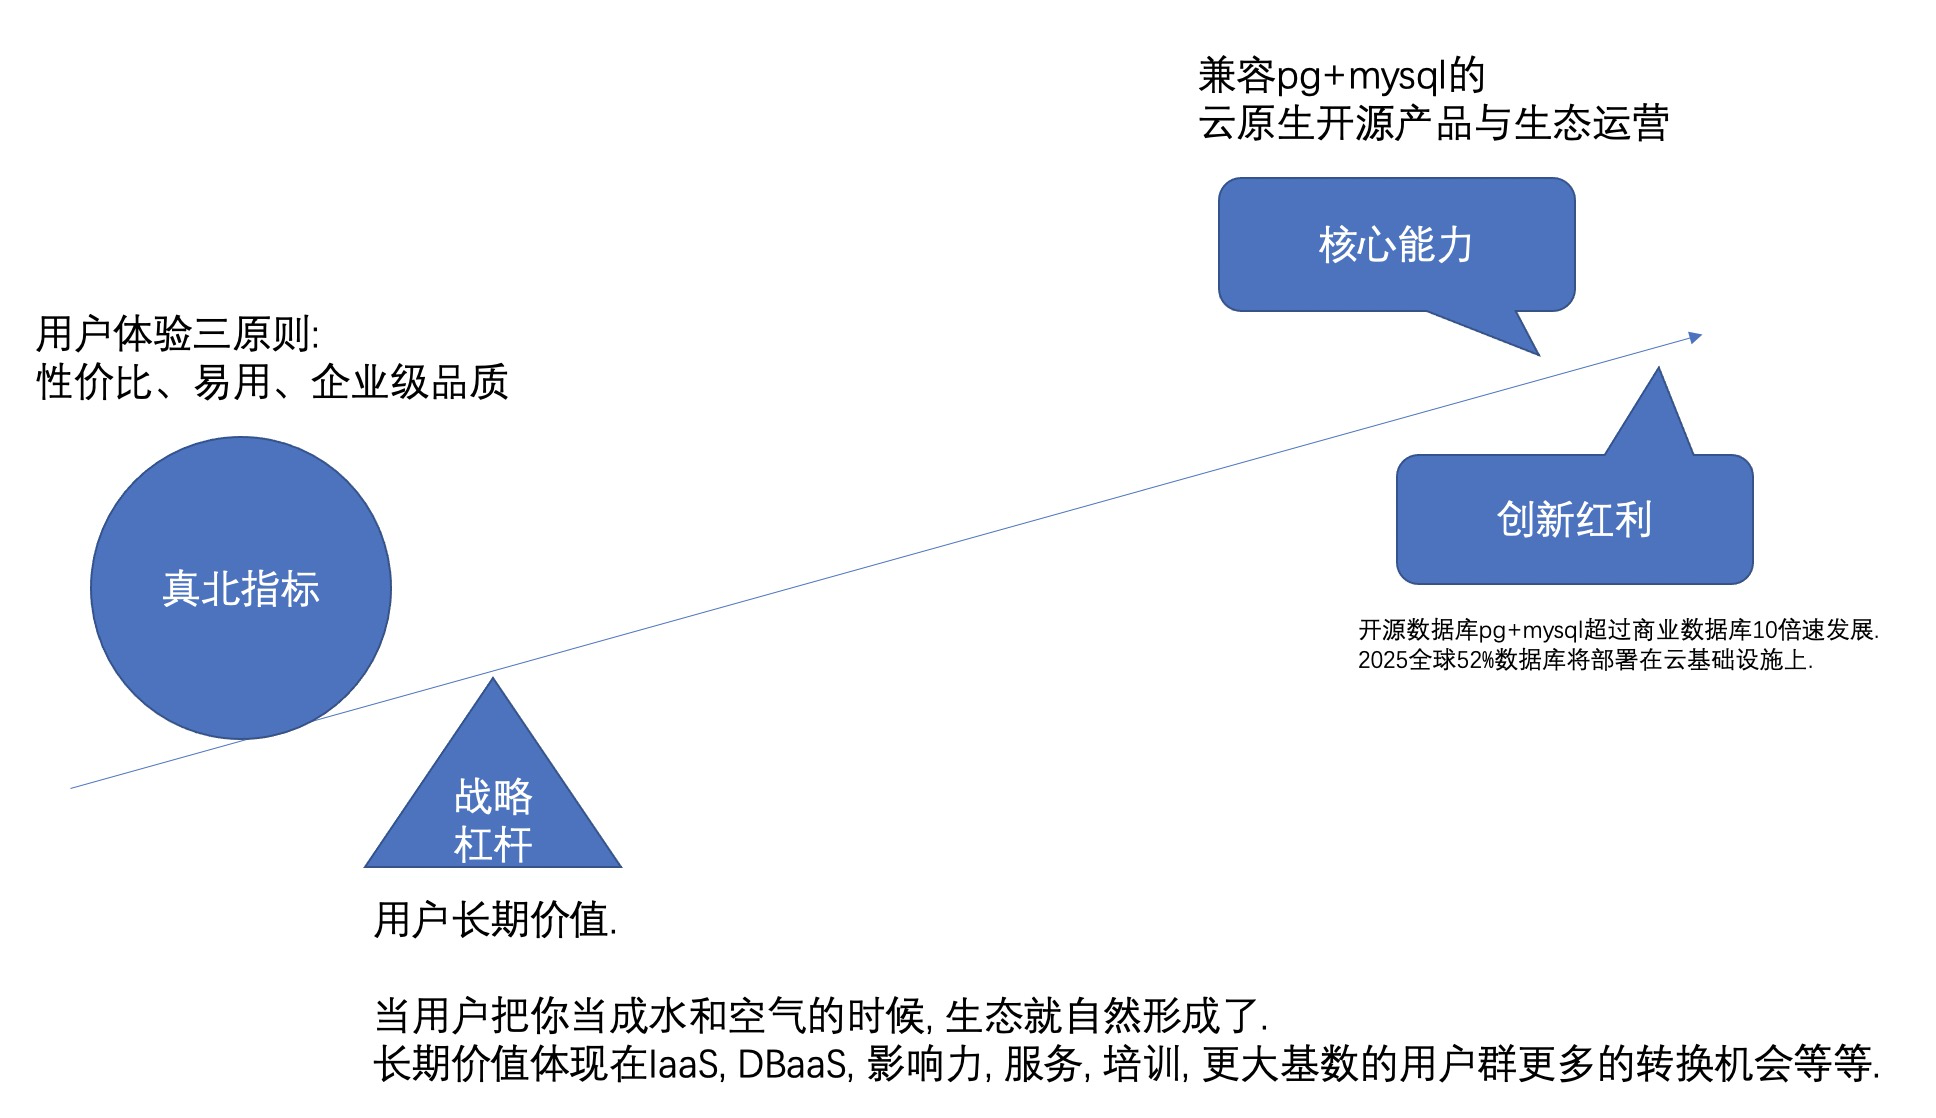 兼容pg+mysql的
云原生开源产品与生态运营
核心能力
用户体验三原则:
性价比、易用、企业级品质
真北指标
创新红利
开源数据库pg+mysql超过商业数据库10倍速发展.
2025全球52%数据库将部署在云基础设施上.
战略
杠杆
用户长期价值.
当用户把你当成水和空气的时候, 生态就自然形成了.
长期价值体现在IaaS, DBaaS, 影响力, 服务, 培训, 更大基数的用户群更多的转换机会等等.